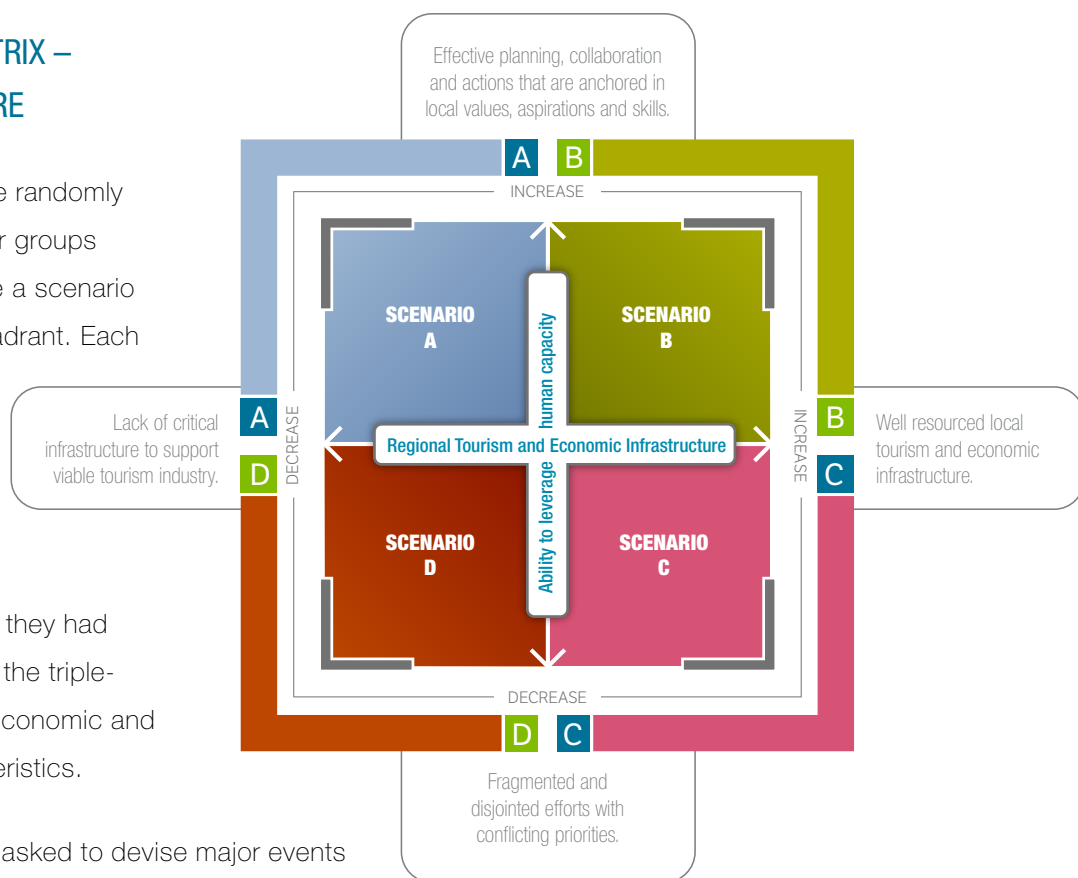 TRIX –
RE
e randomly
r groups
e a scenario
adrant. Each
they had
the triple-
economic and
eristics.
asked to devise major events
Effective planning, collaboration
and actions that are anchored in
local values, aspirations and skills.
A B
INCREASE
SCENARIO
A
SCENARIO
B
Lack of critical
infrastructure to support
viable tourism industry.
A
D
DECREASE
Regional Tourism and Economic Infrastructure
Ability to leverage human capacity
INCREASE
B
C
Well resourced local
tourism and economic
infrastructure.
SCENARIO
D
SCENARIO
C
DECREASE
D C
Fragmented and
disjointed efforts with
conflicting priorities.